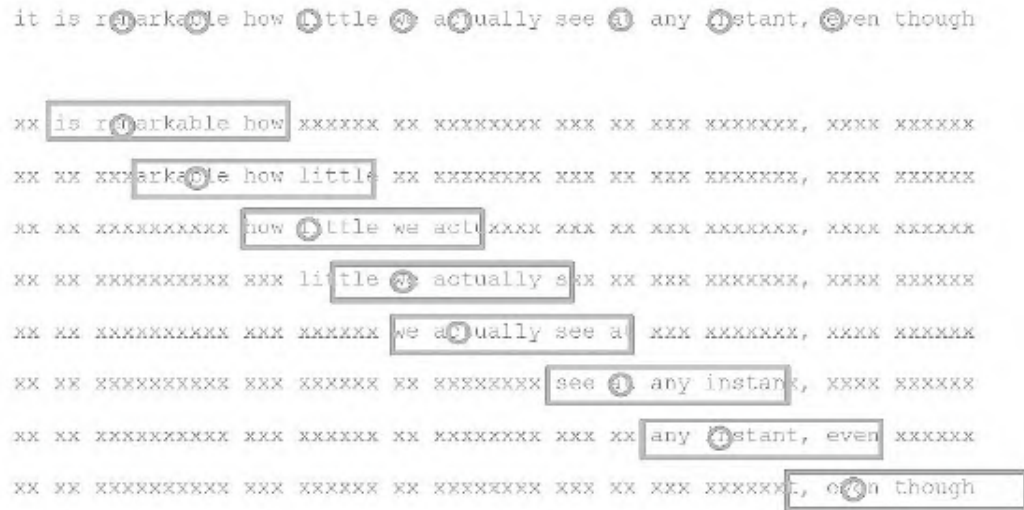 it is remarkable how little we actually see at any instant, even though
xx is remarkable how xxxxxx xx xxxxxxxx xxx xx xxx xxxxxxx, xxxx xxxxxx
xx xx xxxarkable how little xx xxxxxxxx xxx xx xxx xxxxxxx, xxxx xxxxxx
xx xx xxxxxxxxxx how little we actuxxxx xxx xx xxx xxxxxxx, xxxx xxxxxx
xx xx xxxxxxxxxx xxx little we actually sxx xx xxx xxxxxxx, xxxx xxxxxx
xx xx xxxxxxxxxx xxx xxxxxx we actually see at xxx xxxxxxx, xxxx xxxxxx
xx xx xxxxxxxxxx xxx xxxxxx xx xxxxxxxx see at any instanx, xxxx xxxxxx
xx xx xxxxxxxxxx xxx xxxxxx xx xxxxxxxx xxx xx any instant, even xxxxxx
xx xx xxxxxxxxxx xxx xxxxxx xx xxxxxxxx xxx xx xxx xxxxxxt, even though